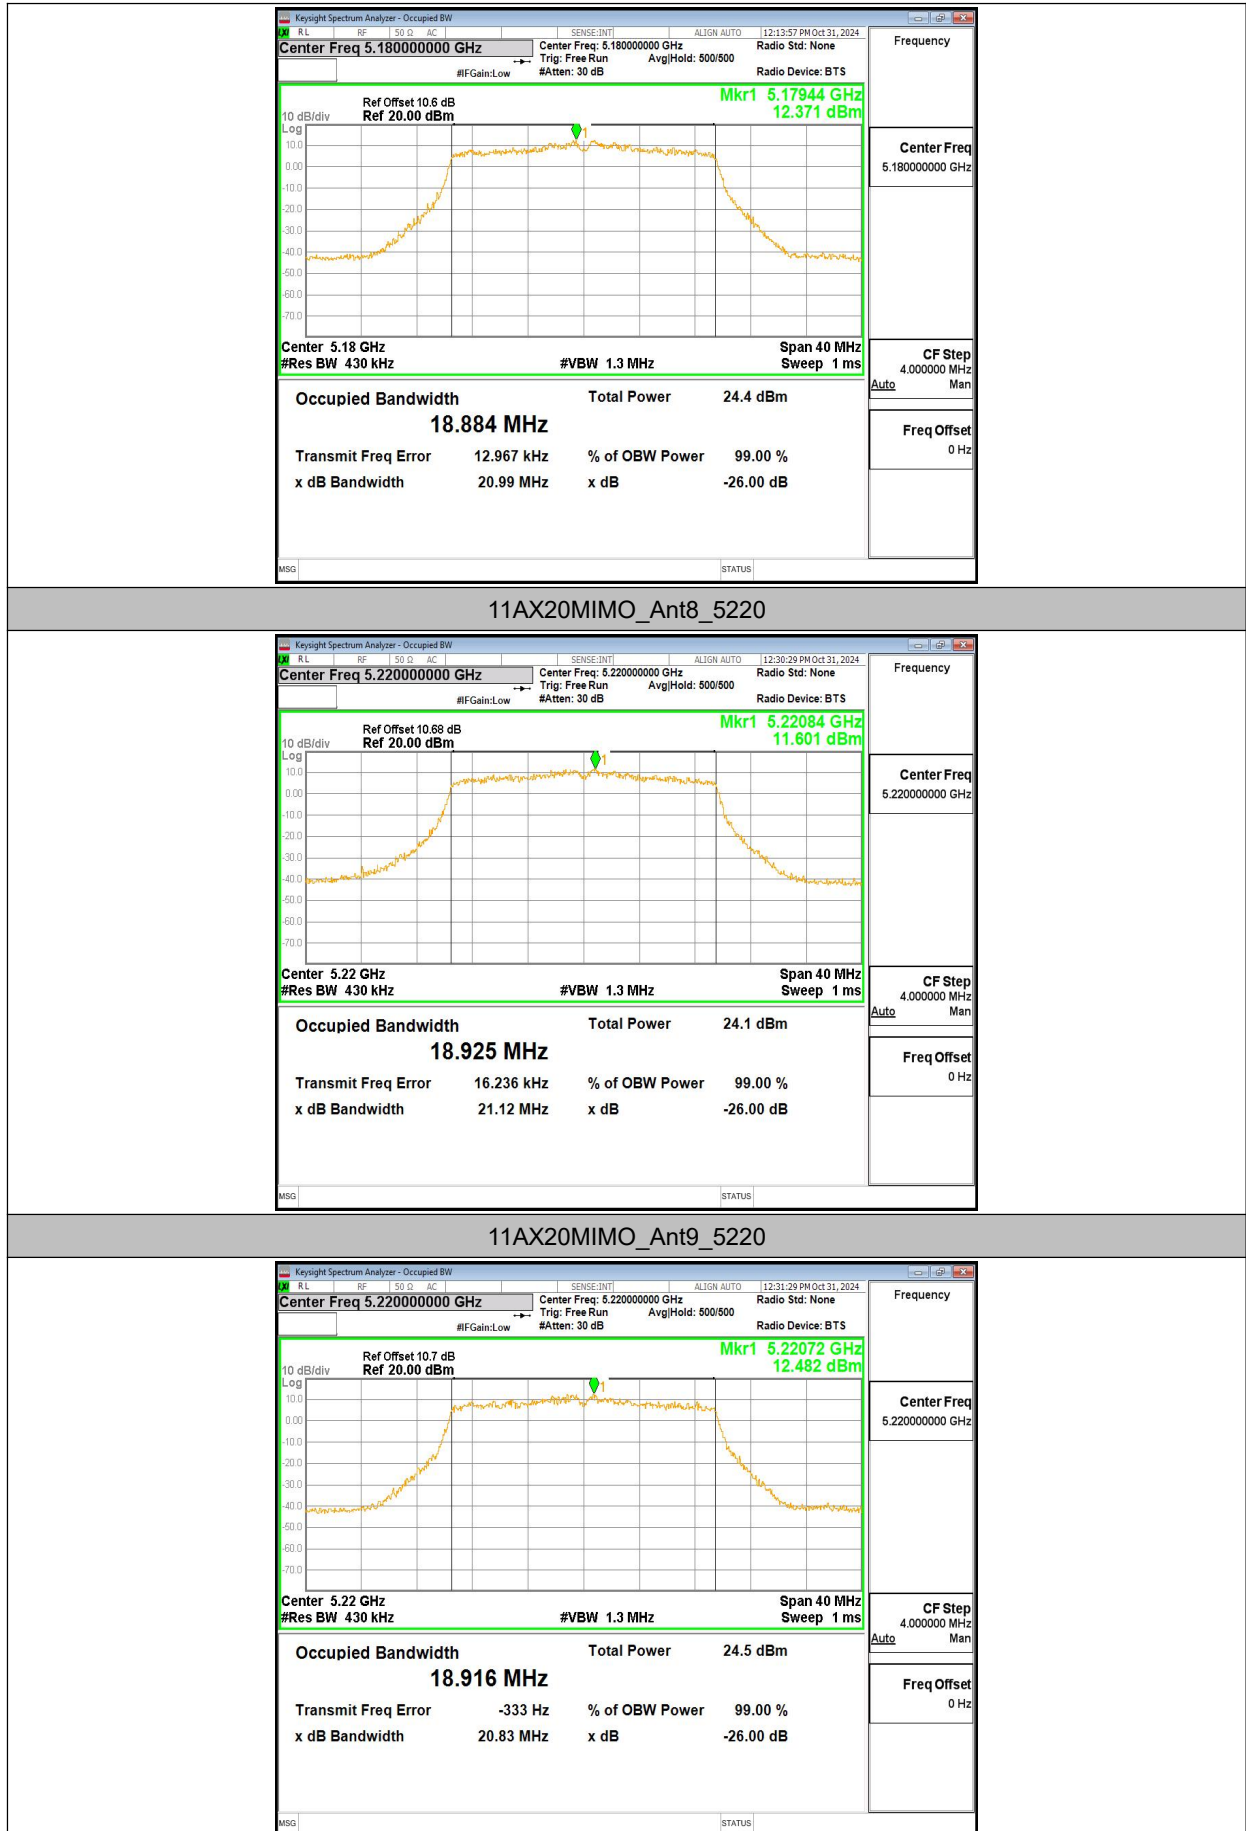 Keysight Spectrum Analyzer - Occupied BW
LXI RL RF 50 Ω AC SENSE:INT ALIGN AUTO 12:13:57 PM Oct 31, 2024
Center Freq 5.180000000 GHz Center Freq: 5.180000000 GHz Radio Std: None Frequency
Trig: Free Run Avg|Hold: 500/500
#IFGain:Low #Atten: 30 dB Radio Device: BTS
Mkr1 5.17944 GHz
Ref Offset 10.6 dB 12.371 dBm
10 dB/div Ref 20.00 dBm
Log
10.0
0.00
-10.0
-20.0
-30.0
-40.0
-50.0
-60.0
-70.0
1
Center Freq
5.180000000 GHz
Center 5.18 GHz Span 40 MHz
#Res BW 430 kHz #VBW 1.3 MHz Sweep 1 ms
CF Step
4.000000 MHz
Auto Man
Occupied Bandwidth Total Power 24.4 dBm
18.884 MHz
Freq Offset
0 Hz
Transmit Freq Error 12.967 kHz % of OBW Power 99.00 %
x dB Bandwidth 20.99 MHz x dB -26.00 dB
MSG STATUS
11AX20MIMO_Ant8_5220
Keysight Spectrum Analyzer - Occupied BW
LXI RL RF 50 Ω AC SENSE:INT ALIGN AUTO 12:30:29 PM Oct 31, 2024
Center Freq 5.220000000 GHz Center Freq: 5.220000000 GHz Radio Std: None Frequency
Trig: Free Run Avg|Hold: 500/500
#IFGain:Low #Atten: 30 dB Radio Device: BTS
Mkr1 5.22084 GHz
Ref Offset 10.68 dB 11.601 dBm
10 dB/div Ref 20.00 dBm
Log
10.0
0.00
-10.0
-20.0
-30.0
-40.0
-50.0
-60.0
-70.0
1
Center Freq
5.220000000 GHz
Center 5.22 GHz Span 40 MHz
#Res BW 430 kHz #VBW 1.3 MHz Sweep 1 ms
CF Step
4.000000 MHz
Auto Man
Occupied Bandwidth Total Power 24.1 dBm
18.925 MHz
Freq Offset
0 Hz
Transmit Freq Error 16.236 kHz % of OBW Power 99.00 %
x dB Bandwidth 21.12 MHz x dB -26.00 dB
MSG STATUS
11AX20MIMO_Ant9_5220
Keysight Spectrum Analyzer - Occupied BW
LXI RL RF 50 Ω AC SENSE:INT ALIGN AUTO 12:31:29 PM Oct 31, 2024
Center Freq 5.220000000 GHz Center Freq: 5.220000000 GHz Radio Std: None Frequency
Trig: Free Run Avg|Hold: 500/500
#IFGain:Low #Atten: 30 dB Radio Device: BTS
Mkr1 5.22072 GHz
Ref Offset 10.7 dB 12.482 dBm
10 dB/div Ref 20.00 dBm
Log
10.0
0.00
-10.0
-20.0
-30.0
-40.0
-50.0
-60.0
-70.0
1
Center Freq
5.220000000 GHz
Center 5.22 GHz Span 40 MHz
#Res BW 430 kHz #VBW 1.3 MHz Sweep 1 ms
CF Step
4.000000 MHz
Auto Man
Occupied Bandwidth Total Power 24.5 dBm
18.916 MHz
Freq Offset
0 Hz
Transmit Freq Error -333 Hz % of OBW Power 99.00 %
x dB Bandwidth 20.83 MHz x dB -26.00 dB
MSG STATUS